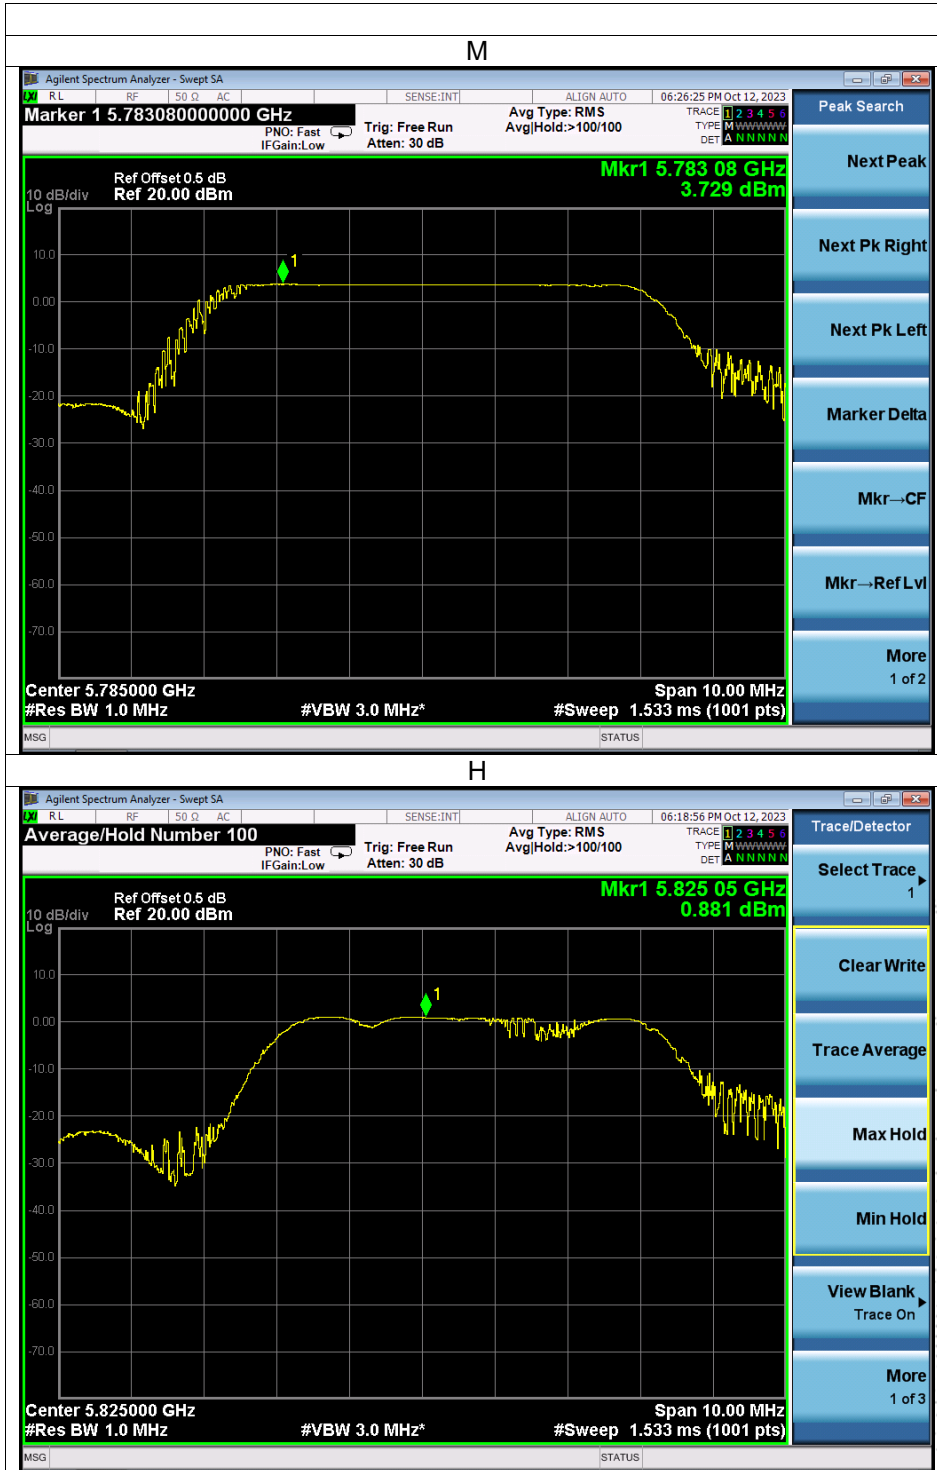 M
Agilent Spectrum Analyzer - Swept SA
LXI RL RF 50 Ω AC SENSE:INT ALIGN AUTO 06:26:25 PM Oct 12, 2023
Marker 1 5.783080000000 GHz
PNO: Fast
IFGain:Low
Trig: Free Run
Atten: 30 dB
Avg Type: RMS
Avg|Hold:>100/100
TRACE 1 2 3 4 5 6
TYPE M WWWWW
DET A N N N N N
Peak Search
Mkr1 5.783 08 GHz
3.729 dBm
Ref Offset 0.5 dB
10 dB/div Ref 20.00 dBm
Log
10.0
0.00
-10.0
-20.0
-30.0
-40.0
-50.0
-60.0
-70.0
1
Next Peak
Next Pk Right
Next Pk Left
Marker Delta
Mkr→CF
Mkr→Ref Lvl
More
1 of 2
Center 5.785000 GHz Span 10.00 MHz
#Res BW 1.0 MHz #VBW 3.0 MHz* #Sweep 1.533 ms (1001 pts)
MSG STATUS
H
Agilent Spectrum Analyzer - Swept SA
LXI RL RF 50 Ω AC SENSE:INT ALIGN AUTO 06:18:56 PM Oct 12, 2023
Average/Hold Number 100
PNO: Fast
IFGain:Low
Trig: Free Run
Atten: 30 dB
Avg Type: RMS
Avg|Hold:>100/100
TRACE 1 2 3 4 5 6
TYPE M WWWWW
DET A N N N N N
Trace/Detector
Mkr1 5.825 05 GHz
0.881 dBm
Ref Offset 0.5 dB
10 dB/div Ref 20.00 dBm
Log
10.0
0.00
-10.0
-20.0
-30.0
-40.0
-50.0
-60.0
-70.0
1
Select Trace
1
Clear Write
Trace Average
Max Hold
Min Hold
View Blank
Trace On
More
1 of 3
Center 5.825000 GHz Span 10.00 MHz
#Res BW 1.0 MHz #VBW 3.0 MHz* #Sweep 1.533 ms (1001 pts)
MSG STATUS